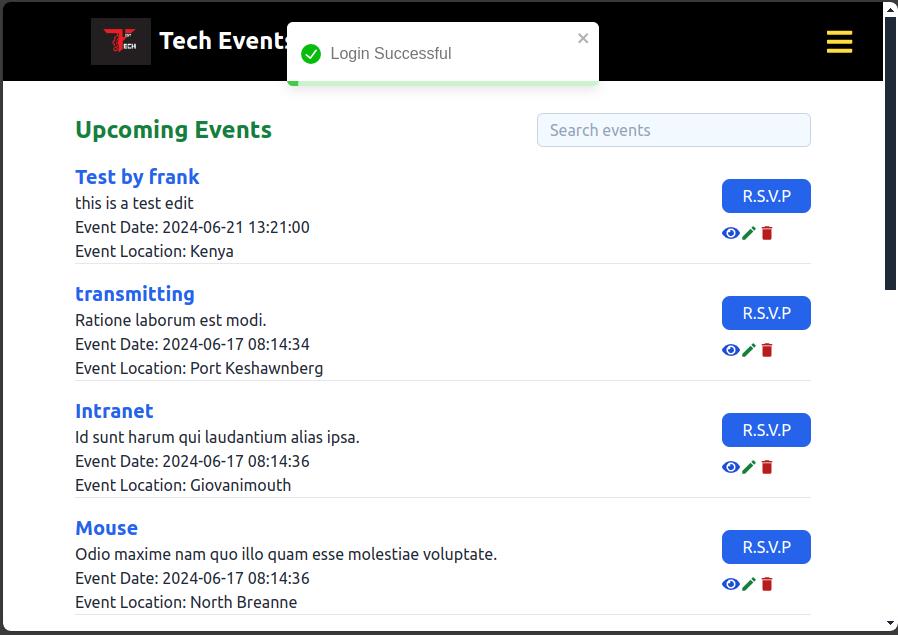 TECH
Tech Events
Login Successful
Upcoming Events
Search events
Test by frank
this is a test edit
Event Date: 2024-06-21 13:21:00
Event Location: Kenya
R.S.V.P
transmitting
Ratione laborum est modi.
Event Date: 2024-06-17 08:14:34
Event Location: Port Keshawnberg
R.S.V.P
Intranet
Id sunt harum qui laudantium alias ipsa.
Event Date: 2024-06-17 08:14:36
Event Location: Giovanimouth
R.S.V.P
Mouse
Odio maxime nam quo illo quam esse molestiae voluptate.
Event Date: 2024-06-17 08:14:36
Event Location: North Breanne
R.S.V.P